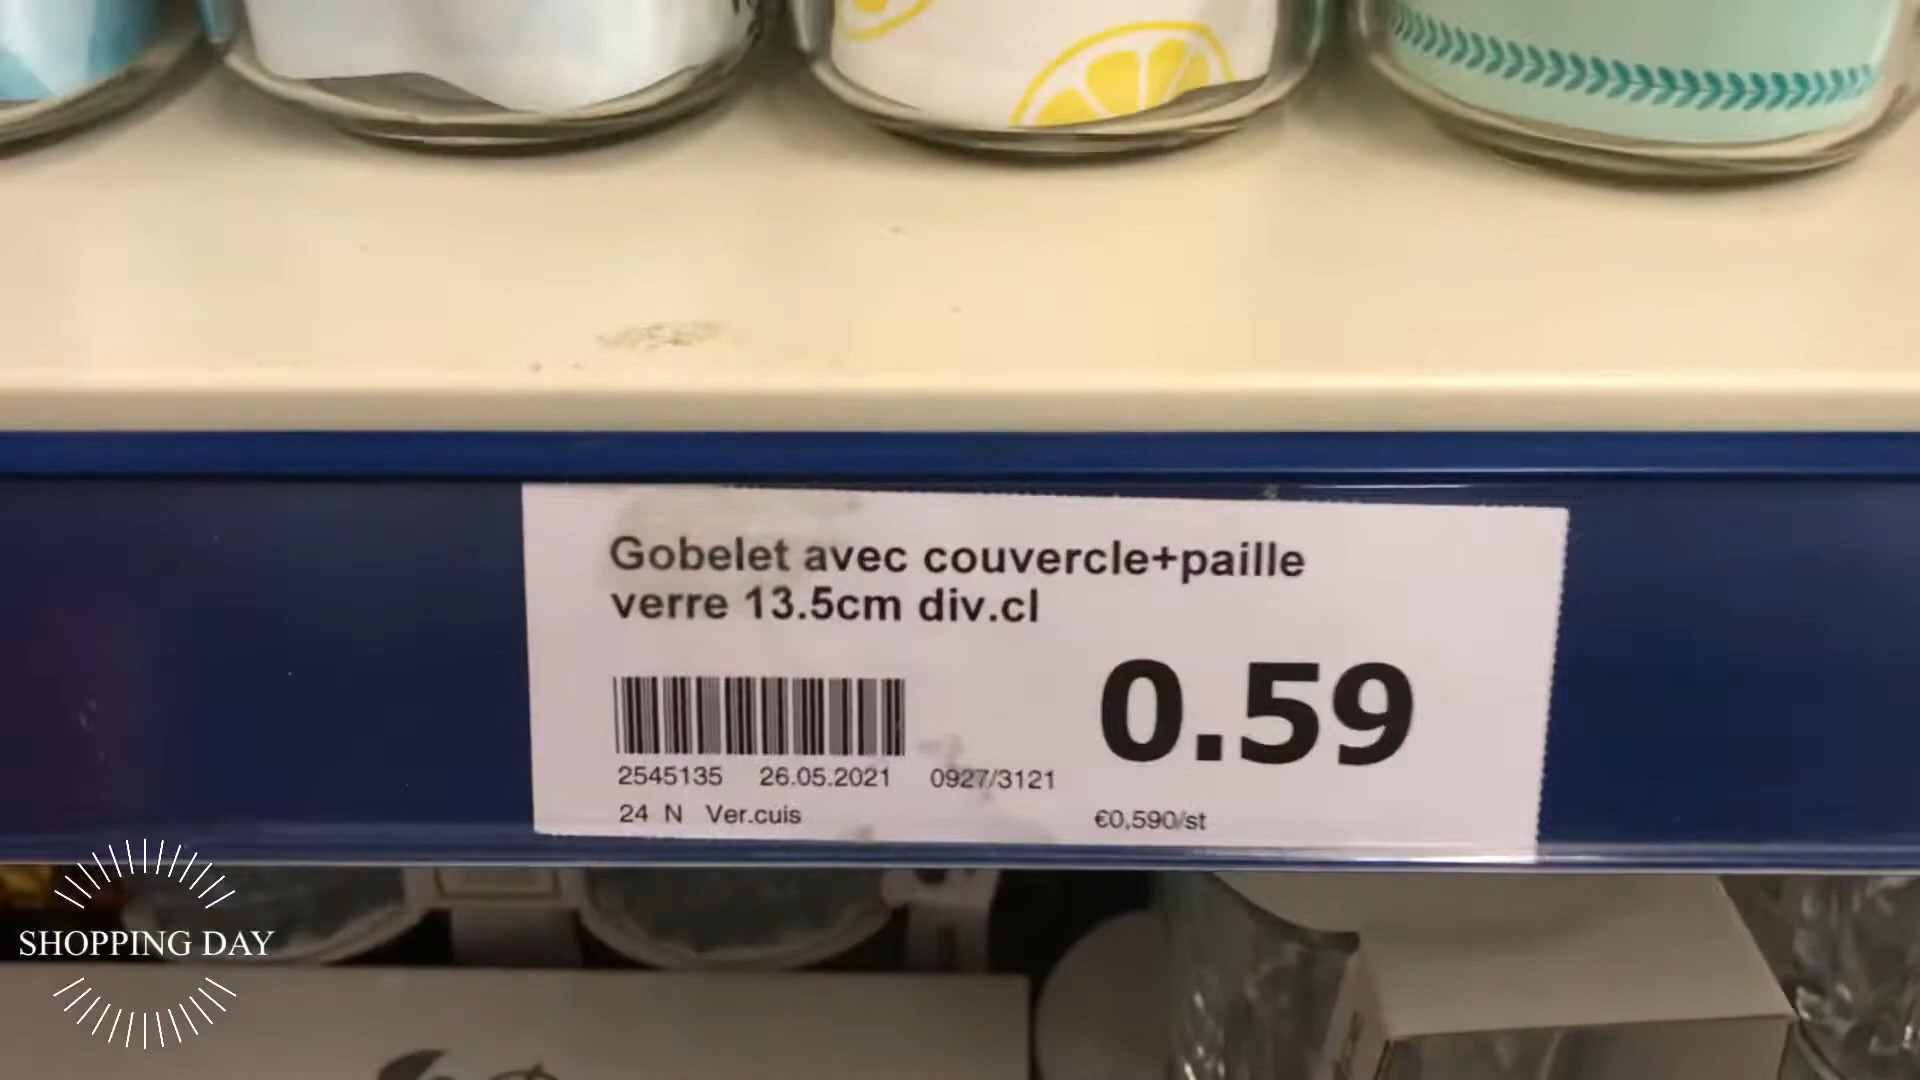 Gobelet avec couvercle+paille
verre 13.5cm div.cl
0.59
2545135 26.05.2021 0927/3121
24 N Ver.cuis
€0,590/st
SHOPPING DAY